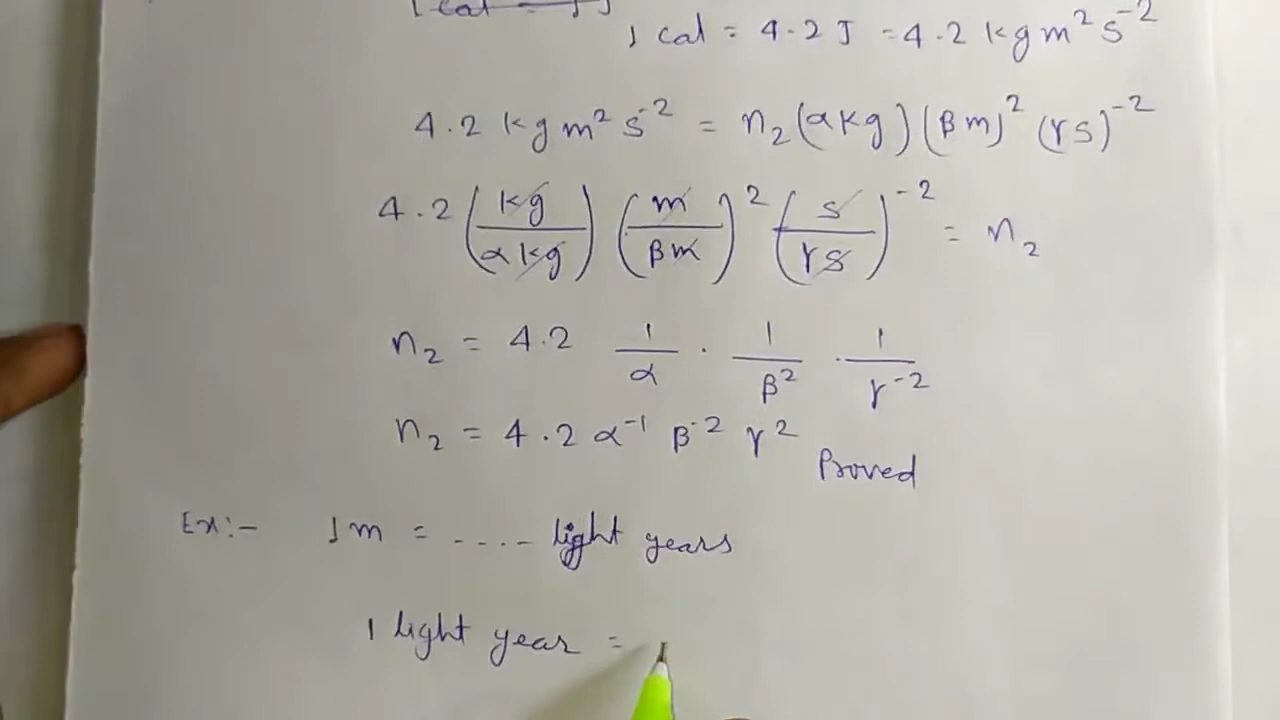 [Cal = J]
1 cal = 4.2 J = 4.2 kg m² s⁻²
4.2 kg m² s⁻² = n₂ (α kg) (β m)² (γ s)⁻²
4.2 (kg/α kg) (m/β m)² (s/γ s)⁻² = n₂
n₂ = 4.2 1/α · 1/β² · 1/γ⁻²
n₂ = 4.2 α⁻¹ β⁻² γ²
Proved
Ex:- 1 m = .... light years
1 light year =